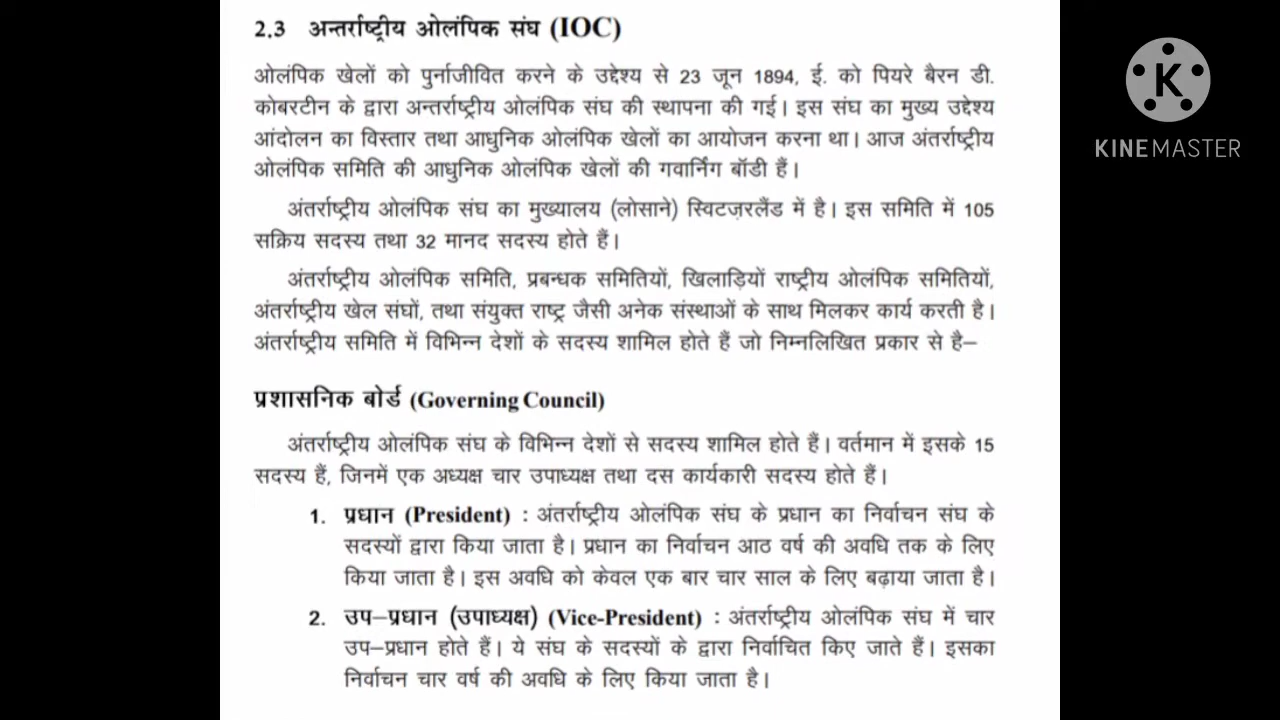 2.3 अन्तर्राष्ट्रीय ओलंपिक संघ (IOC)
ओलंपिक खेलों को पुर्नाजीवित करने के उद्देश्य से 23 जून 1894, ई. को पियरे बैरन डी.
कोबरटीन के द्वारा अन्तर्राष्ट्रीय ओलंपिक संघ की स्थापना की गई। इस संघ का मुख्य उद्देश्य
आंदोलन का विस्तार तथा आधुनिक ओलंपिक खेलों का आयोजन करना था। आज अंतर्राष्ट्रीय
ओलंपिक समिति की आधुनिक ओलंपिक खेलों की गवार्निंग बॉडी हैं।
अंतर्राष्ट्रीय ओलंपिक संघ का मुख्यालय (लोसाने) स्विटज़रलैंड में है। इस समिति में 105
सक्रिय सदस्य तथा 32 मानद सदस्य होते हैं।
अंतर्राष्ट्रीय ओलंपिक समिति, प्रबन्धक समितियों, खिलाड़ियों राष्ट्रीय ओलंपिक समितियों,
अंतर्राष्ट्रीय खेल संघों, तथा संयुक्त राष्ट्र जैसी अनेक संस्थाओं के साथ मिलकर कार्य करती है।
अंतर्राष्ट्रीय समिति में विभिन्न देशों के सदस्य शामिल होते हैं जो निम्नलिखित प्रकार से है–
प्रशासनिक बोर्ड (Governing Council)
अंतर्राष्ट्रीय ओलंपिक संघ के विभिन्न देशों से सदस्य शामिल होते हैं। वर्तमान में इसके 15
सदस्य हैं, जिनमें एक अध्यक्ष चार उपाध्यक्ष तथा दस कार्यकारी सदस्य होते हैं।
1. प्रधान (President) : अंतर्राष्ट्रीय ओलंपिक संघ के प्रधान का निर्वाचन संघ के
सदस्यों द्वारा किया जाता है। प्रधान का निर्वाचन आठ वर्ष की अवधि तक के लिए
किया जाता है। इस अवधि को केवल एक बार चार साल के लिए बढ़ाया जाता है।
2. उप–प्रधान (उपाध्यक्ष) (Vice-President) : अंतर्राष्ट्रीय ओलंपिक संघ में चार
उप–प्रधान होते हैं। ये संघ के सदस्यों के द्वारा निर्वाचित किए जाते हैं। इसका
निर्वाचन चार वर्ष की अवधि के लिए किया जाता है।
K
KINEMASTER